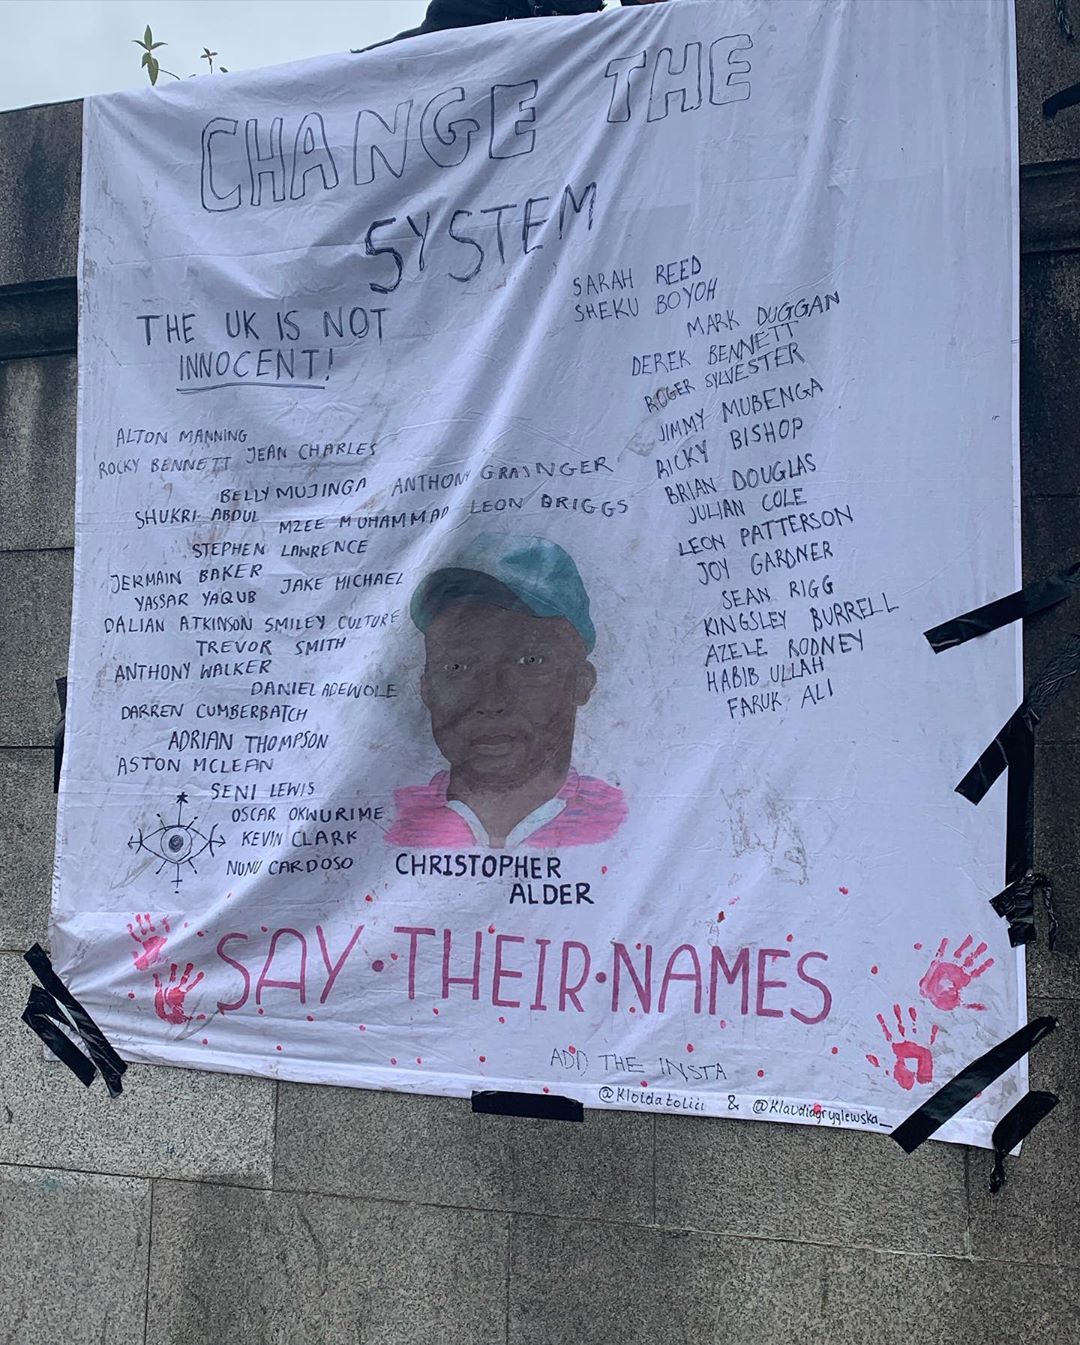 CHANGE THE
SYSTEM
THE UK IS NOT
INNOCENT!
ALTON MANNING
ROCKY BENNETT
JEAN CHARLES
BELLY MUJINGA
ANTHONY GRAINGER
SHUKRI ABDUL
MZEE MUHAMMAD
LEON BRIGGS
STEPHEN LAWRENCE
JERMAIN BAKER
JAKE MICHAEL
YASSAR YAQUB
DALIAN ATKINSON
SMILEY CULTURE
TREVOR SMITH
ANTHONY WALKER
DANIEL ADEWOLE
DARREN CUMBERBATCH
ADRIAN THOMPSON
ASTON MCLEAN
SENI LEWIS
OSCAR OKWURIME
KEVIN CLARK
NUNU CARDOSO
SARAH REED
SHEKU BOYOH
MARK DUGGAN
DEREK BENNETT
ROGER SYLVESTER
JIMMY MUBENGA
RICKY BISHOP
BRIAN DOUGLAS
JULIAN COLE
LEON PATTERSON
JOY GARDNER
SEAN RIGG
KINGSLEY BURRELL
AZELE RODNEY
HABIB ULLAH
FARUK ALI
CHRISTOPHER
ALDER
SAY·THEIR·NAMES
ADD THE INSTA
& @Klaudiagryglewska_